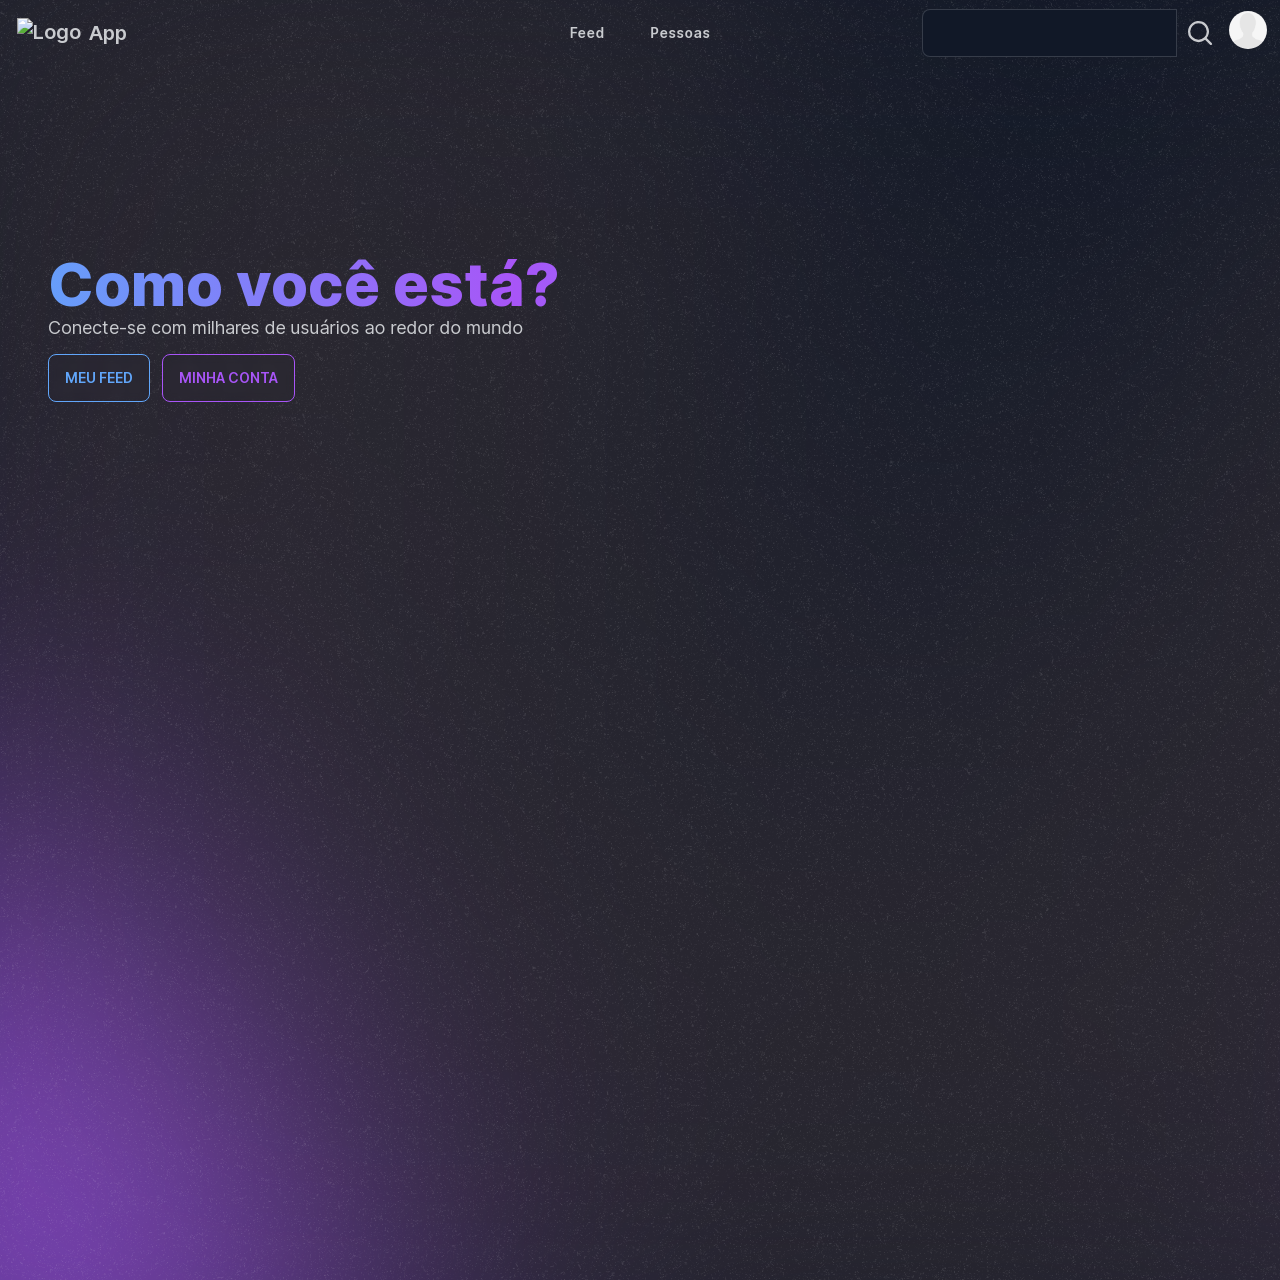 Logo App
Feed
Pessoas
Como você está?
Conecte-se com milhares de usuários ao redor do mundo
MEU FEED
MINHA CONTA